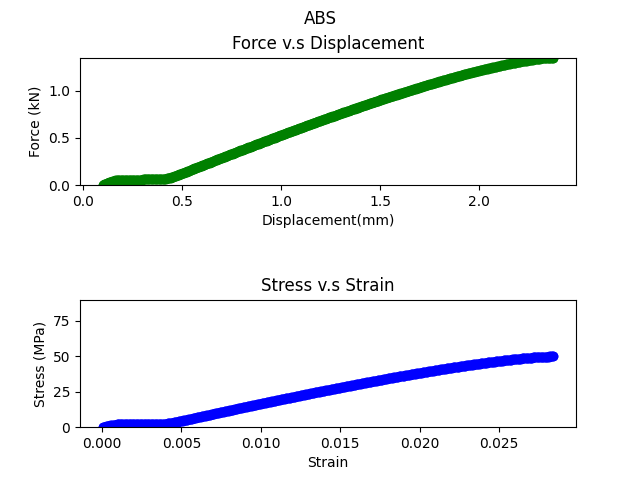 ABS
Force v.s Displacement
1.0
0.5
0.0
Force (kN)
0.0 0.5 1.0 1.5 2.0
Displacement(mm)
Stress v.s Strain
75
50
25
0
Stress (MPa)
0.000 0.005 0.010 0.015 0.020 0.025
Strain